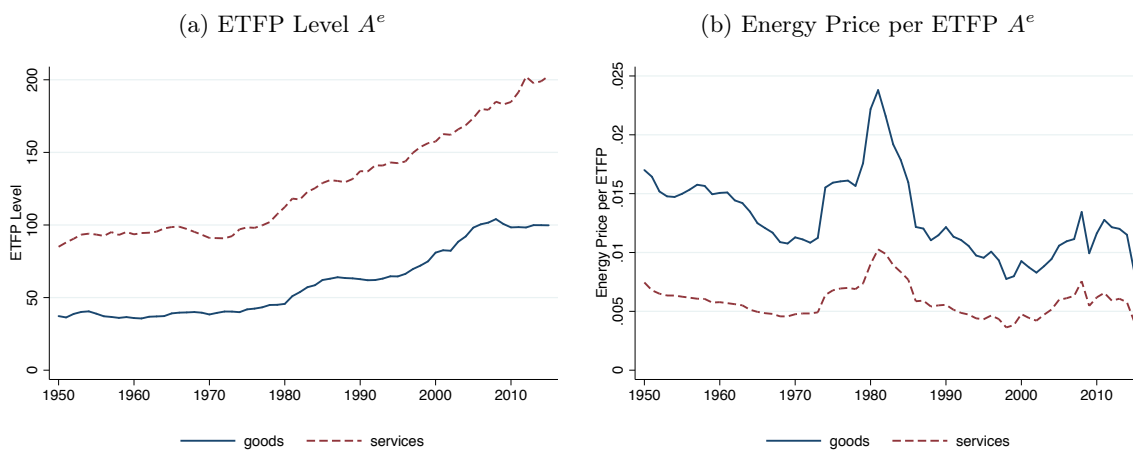 (a) ETFP Level A^e
ETFP Level
200
150
100
50
0
1950 1960 1970 1980 1990 2000 2010
goods services
(b) Energy Price per ETFP A^e
Energy Price per ETFP
.025
.02
.015
.01
.005
0
1950 1960 1970 1980 1990 2000 2010
goods services